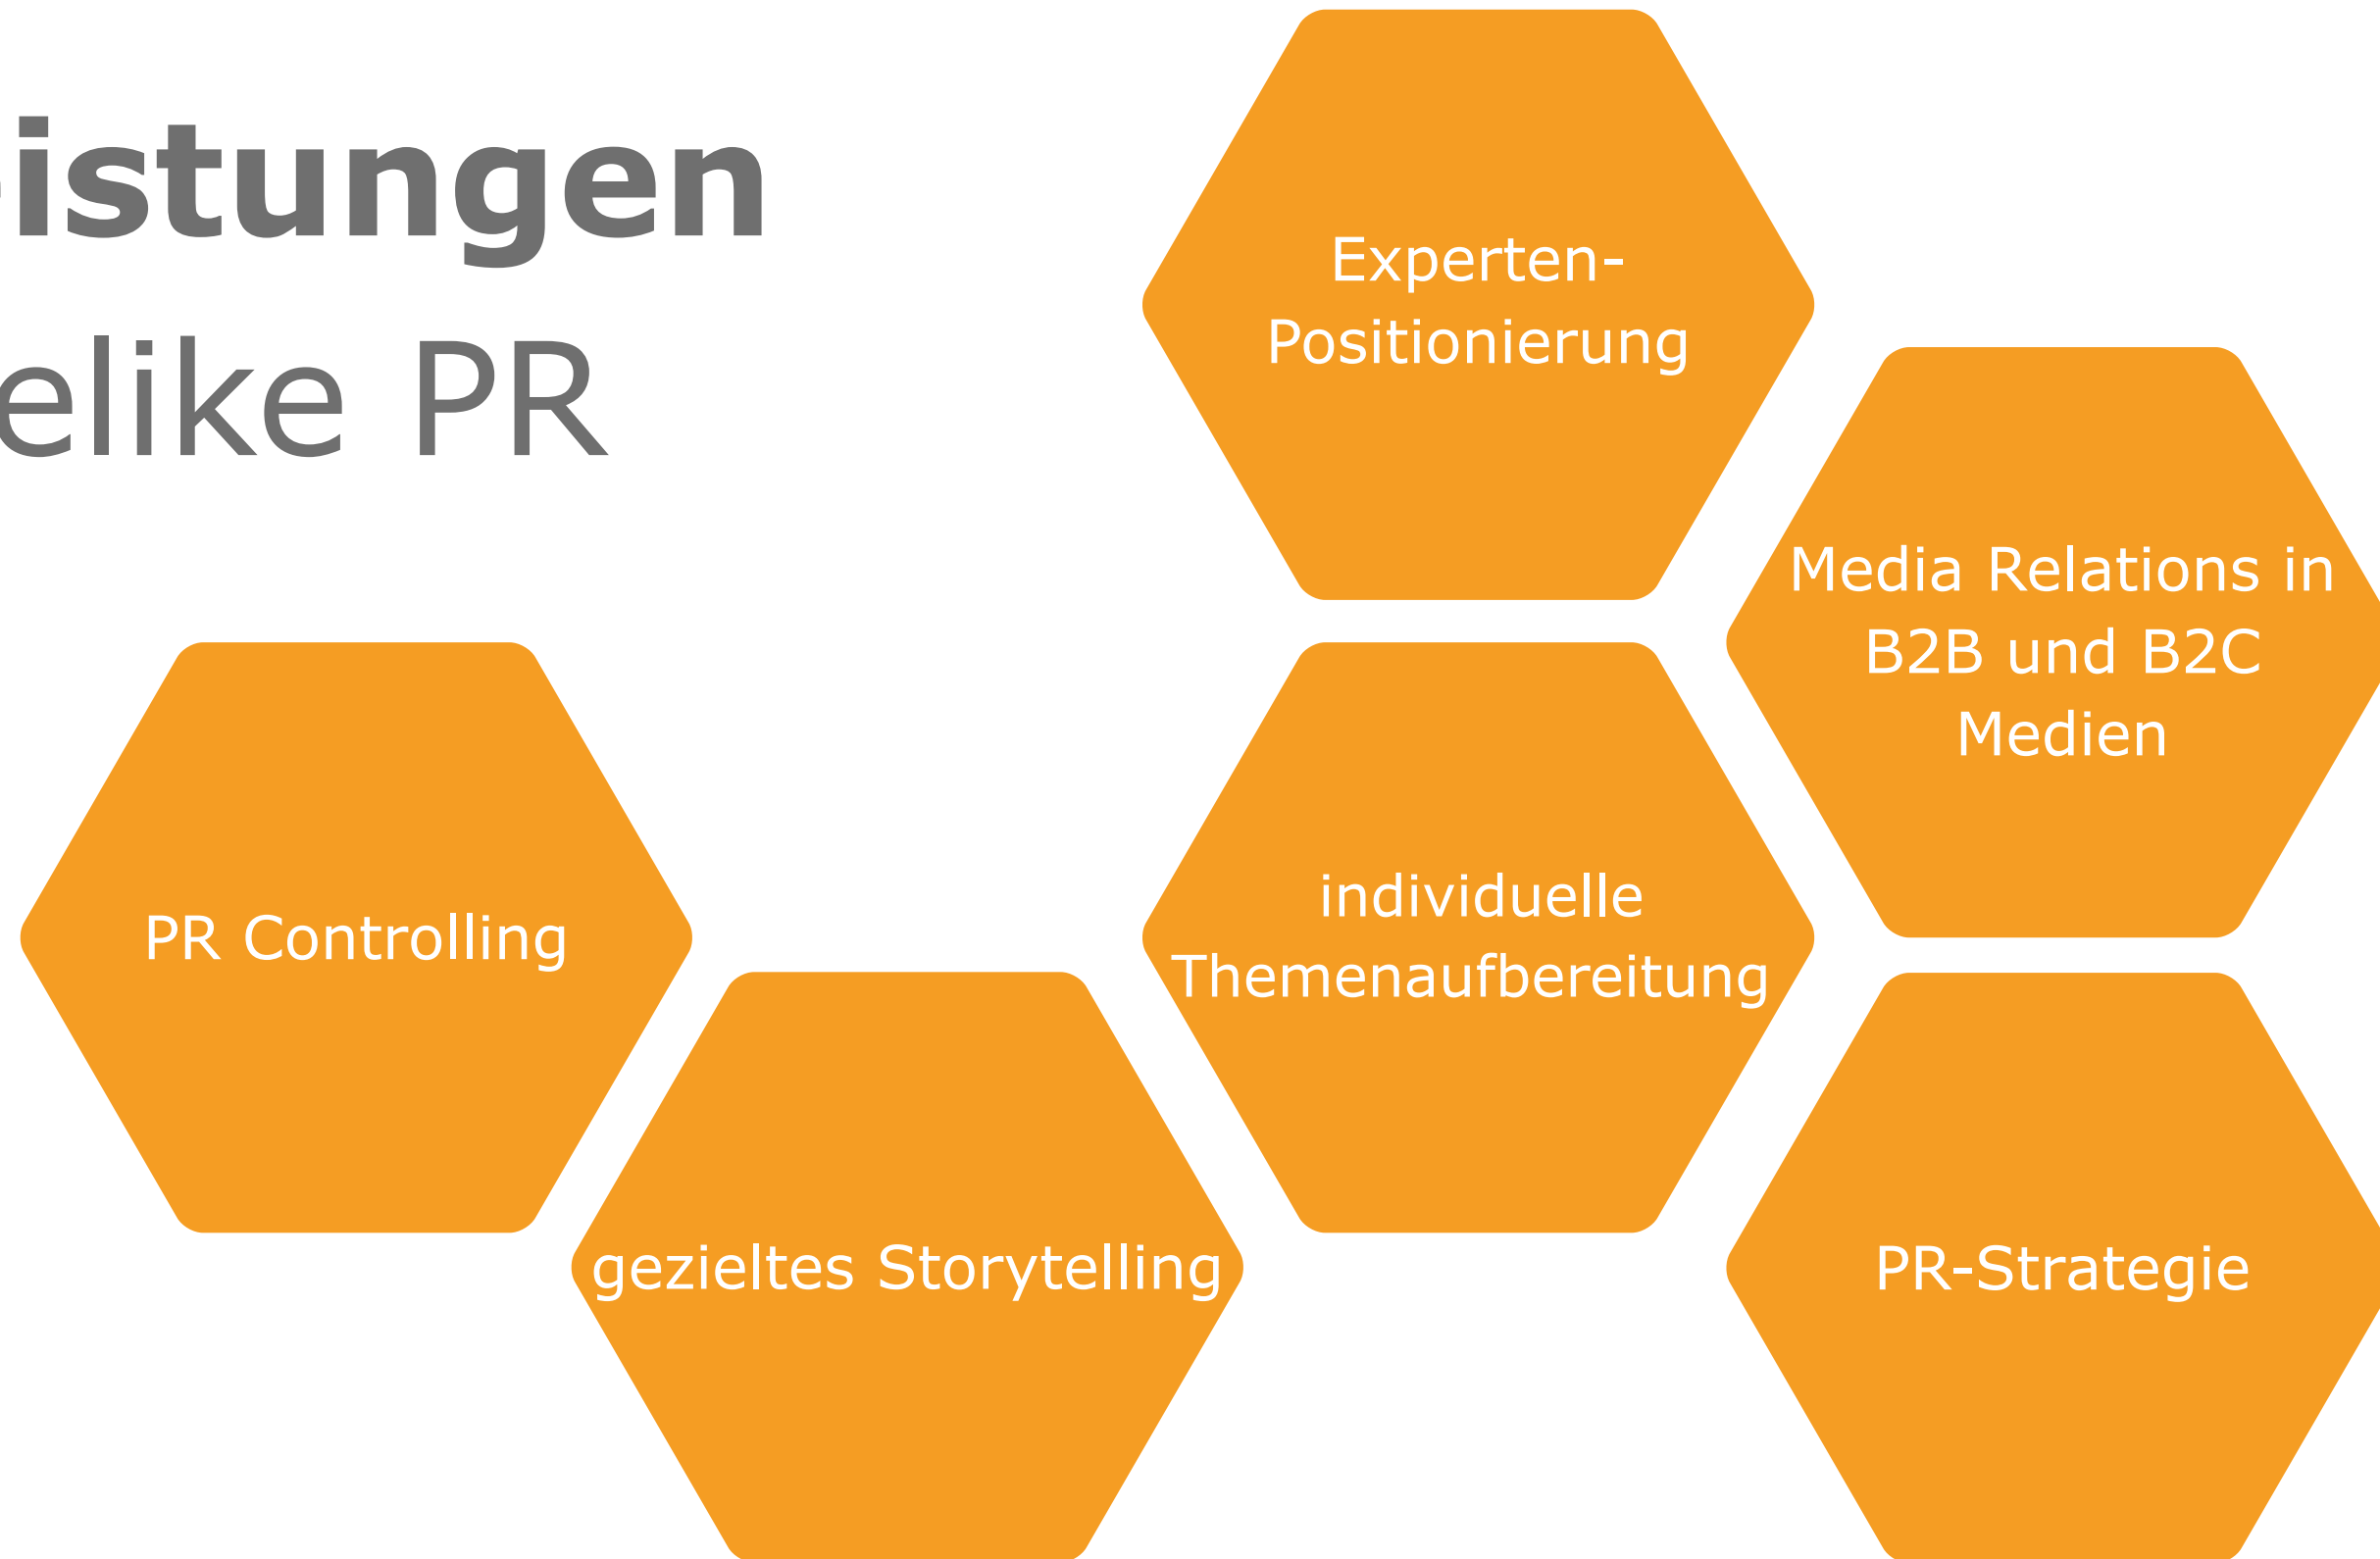 istungen
elike PR
Experten-
Positionierung
Media Relations in
B2B und B2C
Medien
individuelle
Themenaufbereitung
PR Controlling
gezieltes Storytelling
PR-Strategie